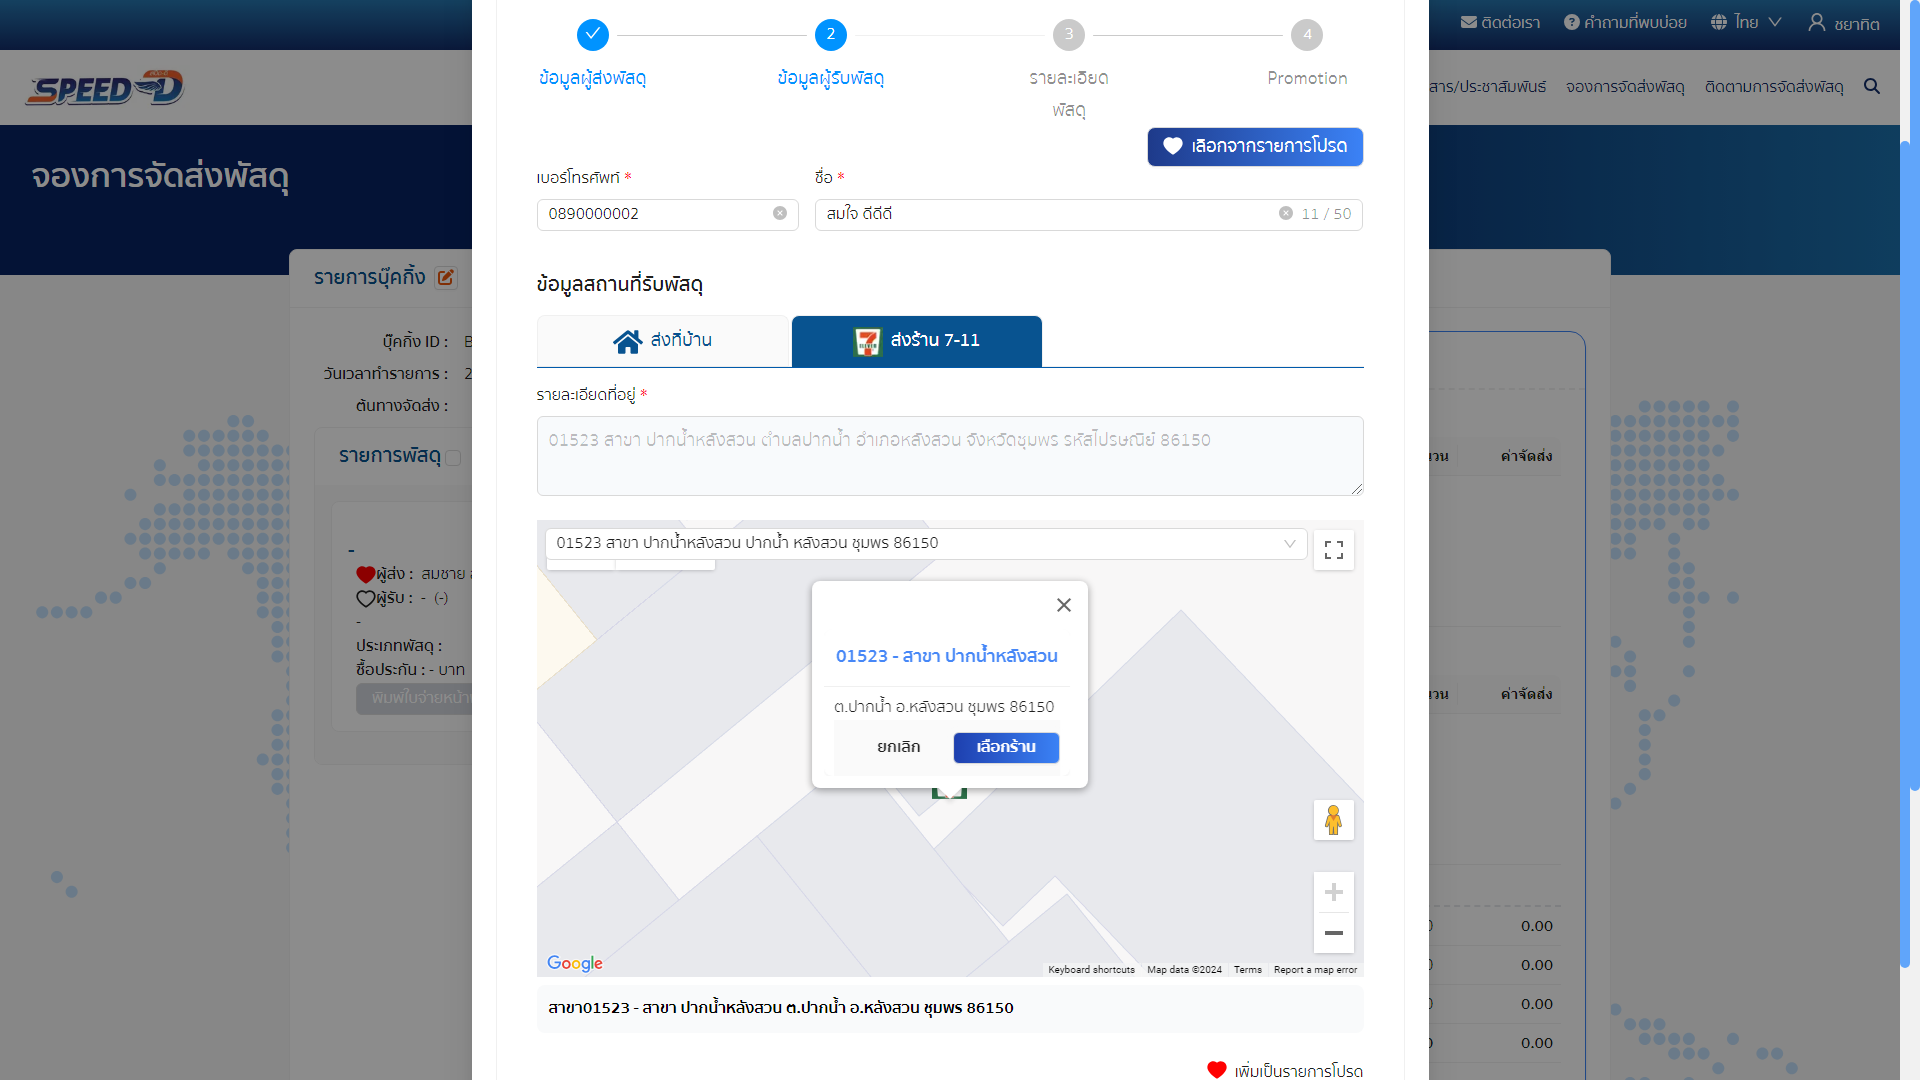 ติดต่อเรา
คำถามที่พบบ่อย
ไทย
ชยาทิต
SPEED D
สาร/ประชาสัมพันธ์
จองการจัดส่งพัสดุ
ติดตามการจัดส่งพัสดุ
จองการจัดส่งพัสดุ
2
3
4
ข้อมูลผู้ส่งพัสดุ
ข้อมูลผู้รับพัสดุ
รายละเอียด
พัสดุ
Promotion
เลือกจากรายการโปรด
เบอร์โทรศัพท์ *
ชื่อ *
0890000002
สมใจ ดีดีดี
11 / 50
ข้อมูลสถานที่รับพัสดุ
ส่งที่บ้าน
ส่งร้าน 7-11
รายละเอียดที่อยู่ *
01523 สาขา ปากน้ำหลังสวน ตำบลปากน้ำ อำเภอหลังสวน จังหวัดชุมพร รหัสไปรษณีย์ 86150
01523 สาขา ปากน้ำหลังสวน ปากน้ำ หลังสวน ชุมพร 86150
01523 - สาขา ปากน้ำหลังสวน
ต.ปากน้ำ อ.หลังสวน ชุมพร 86150
ยกเลิก
เลือกร้าน
Google
Keyboard shortcuts
Map data ©2024
Terms
Report a map error
สาขา01523 - สาขา ปากน้ำหลังสวน ต.ปากน้ำ อ.หลังสวน ชุมพร 86150
เพิ่มเป็นรายการโปรด
รายการบุ๊คกิ้ง
บุ๊คกิ้ง ID : B
วันเวลาทำรายการ : 2
ต้นทางจัดส่ง :
รายการพัสดุ
-
ผู้ส่ง : สมชาย
ผู้รับ : - (-)
-
ประเภทพัสดุ :
ซื้อประกัน : - บาท
พิมพ์ใบจ่ายหน้า
ค่าจัดส่ง
ค่าจัดส่ง
0.00
0.00
0.00
0.00